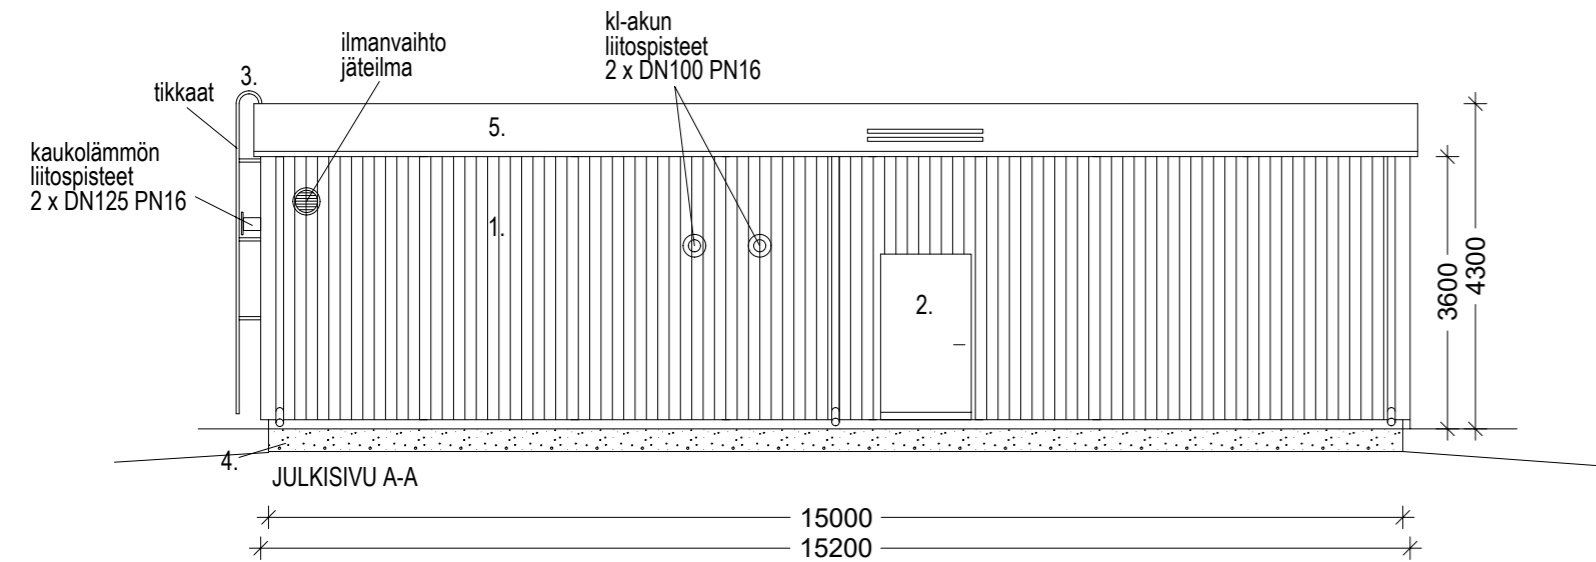 kl-akun
liitospisteet
2 x DN100 PN16
ilmanvaihto
jäteilma
3.
tikkaat
5.
kaukolämmön
liitospisteet
2 x DN125 PN16
1.
2.
3600
4300
4.
JULKISIVU A-A
15000
15200